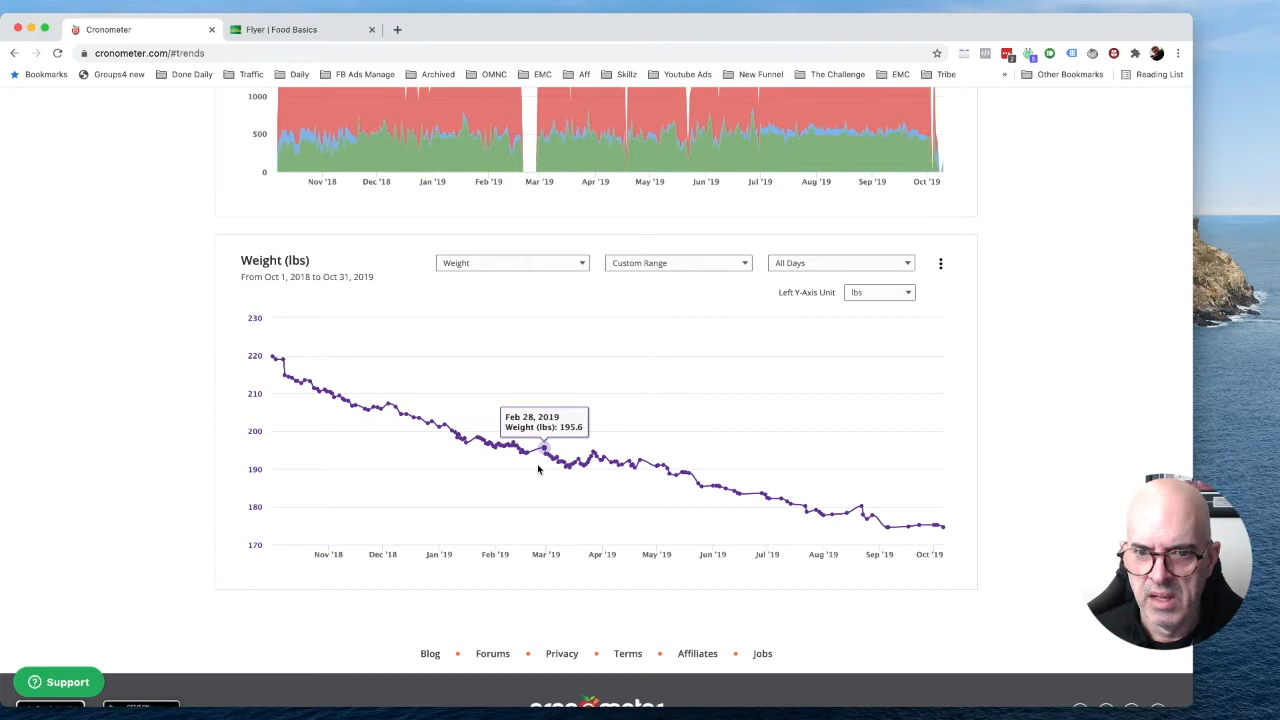 Cronometer
Flyer | Food Basics
cronometer.com/#trends
Bookmarks Groups4 new Done Daily Traffic Daily FB Ads Manage Archived OMNC EMC Aff Skillz Youtube Ads New Funnel The Challenge EMC Tribe » Other Bookmarks Reading List
1000
500
0
Nov '18 Dec '18 Jan '19 Feb '19 Mar '19 Apr '19 May '19 Jun '19 Jul '19 Aug '19 Sep '19 Oct '19
Weight (lbs)
From Oct 1, 2018 to Oct 31, 2019
Weight Custom Range All Days
Left Y-Axis Unit lbs
230
220
210
200
190
180
170
Feb 28, 2019
Weight (lbs): 195.6
Nov '18 Dec '18 Jan '19 Feb '19 Mar '19 Apr '19 May '19 Jun '19 Jul '19 Aug '19 Sep '19 Oct '19
Blog • Forums • Privacy • Terms • Affiliates • Jobs
Support
cronometer